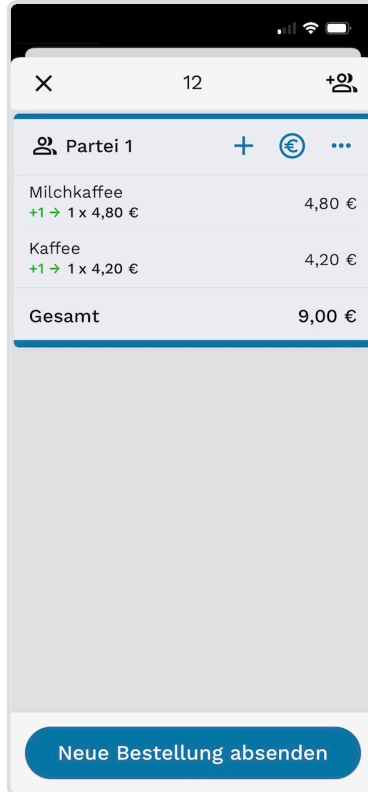 12
Partei 1
Milchkaffee
4,80 €
+1 → 1 x 4,80 €
Kaffee
4,20 €
+1 → 1 x 4,20 €
Gesamt 9,00 €
Neue Bestellung absenden